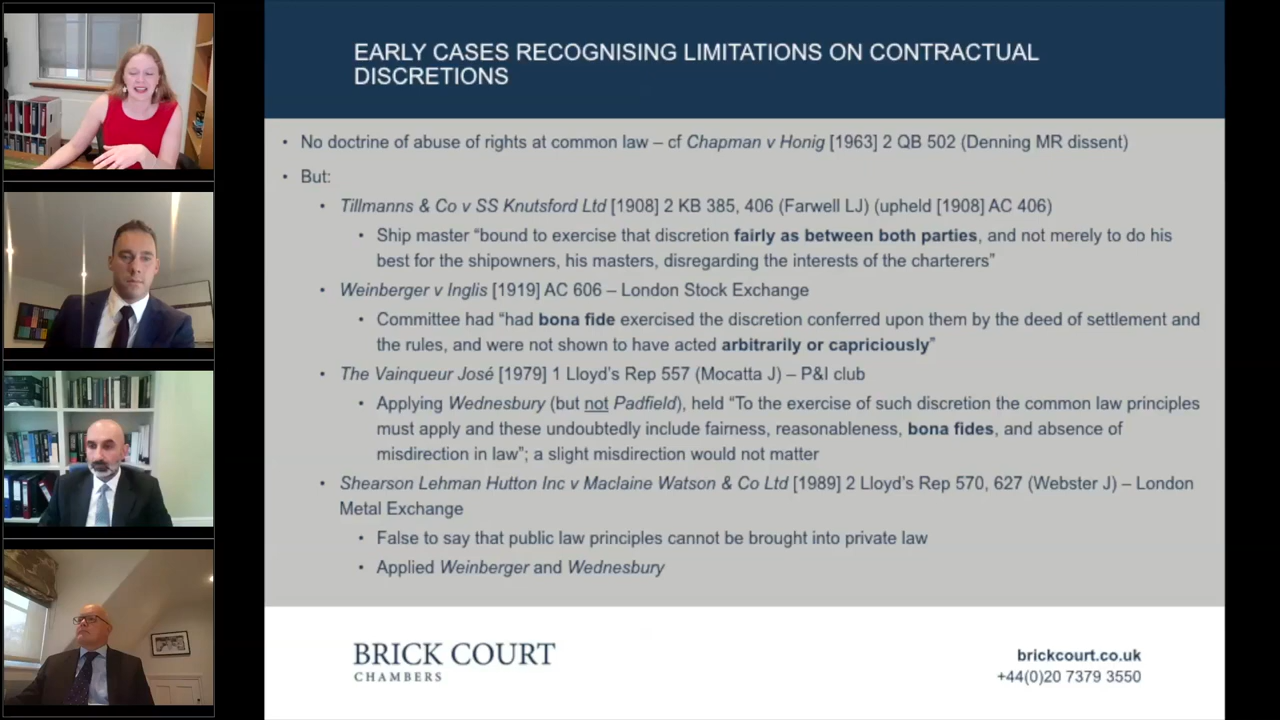 EARLY CASES RECOGNISING LIMITATIONS ON CONTRACTUAL
DISCRETIONS
• No doctrine of abuse of rights at common law – cf Chapman v Honig [1963] 2 QB 502 (Denning MR dissent)
• But:
• Tillmanns & Co v SS Knutsford Ltd [1908] 2 KB 385, 406 (Farwell LJ) (upheld [1908] AC 406)
• Ship master “bound to exercise that discretion fairly as between both parties, and not merely to do his
best for the shipowners, his masters, disregarding the interests of the charterers”
• Weinberger v Inglis [1919] AC 606 – London Stock Exchange
• Committee had “had bona fide exercised the discretion conferred upon them by the deed of settlement and
the rules, and were not shown to have acted arbitrarily or capriciously”
• The Vainqueur José [1979] 1 Lloyd’s Rep 557 (Mocatta J) – P&I club
• Applying Wednesbury (but not Padfield), held “To the exercise of such discretion the common law principles
must apply and these undoubtedly include fairness, reasonableness, bona fides, and absence of
misdirection in law”; a slight misdirection would not matter
• Shearson Lehman Hutton Inc v Maclaine Watson & Co Ltd [1989] 2 Lloyd’s Rep 570, 627 (Webster J) – London
Metal Exchange
• False to say that public law principles cannot be brought into private law
• Applied Weinberger and Wednesbury
BRICK COURT
CHAMBERS
brickcourt.co.uk
+44(0)20 7379 3550